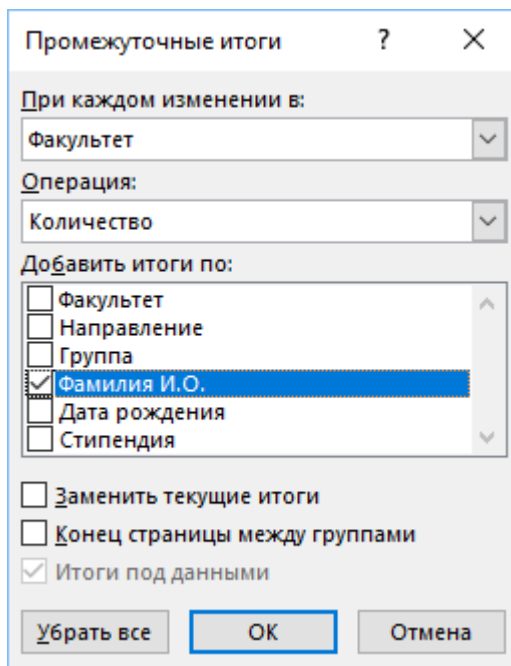 Промежуточные итоги ?
При каждом изменении в:
Факультет
Операция:
Количество
Добавить итоги по:
Факультет
Направление
Группа
Фамилия И.О.
Дата рождения
Стипендия
Заменить текущие итоги
Конец страницы между группами
Итоги под данными
Убрать все ОК Отмена